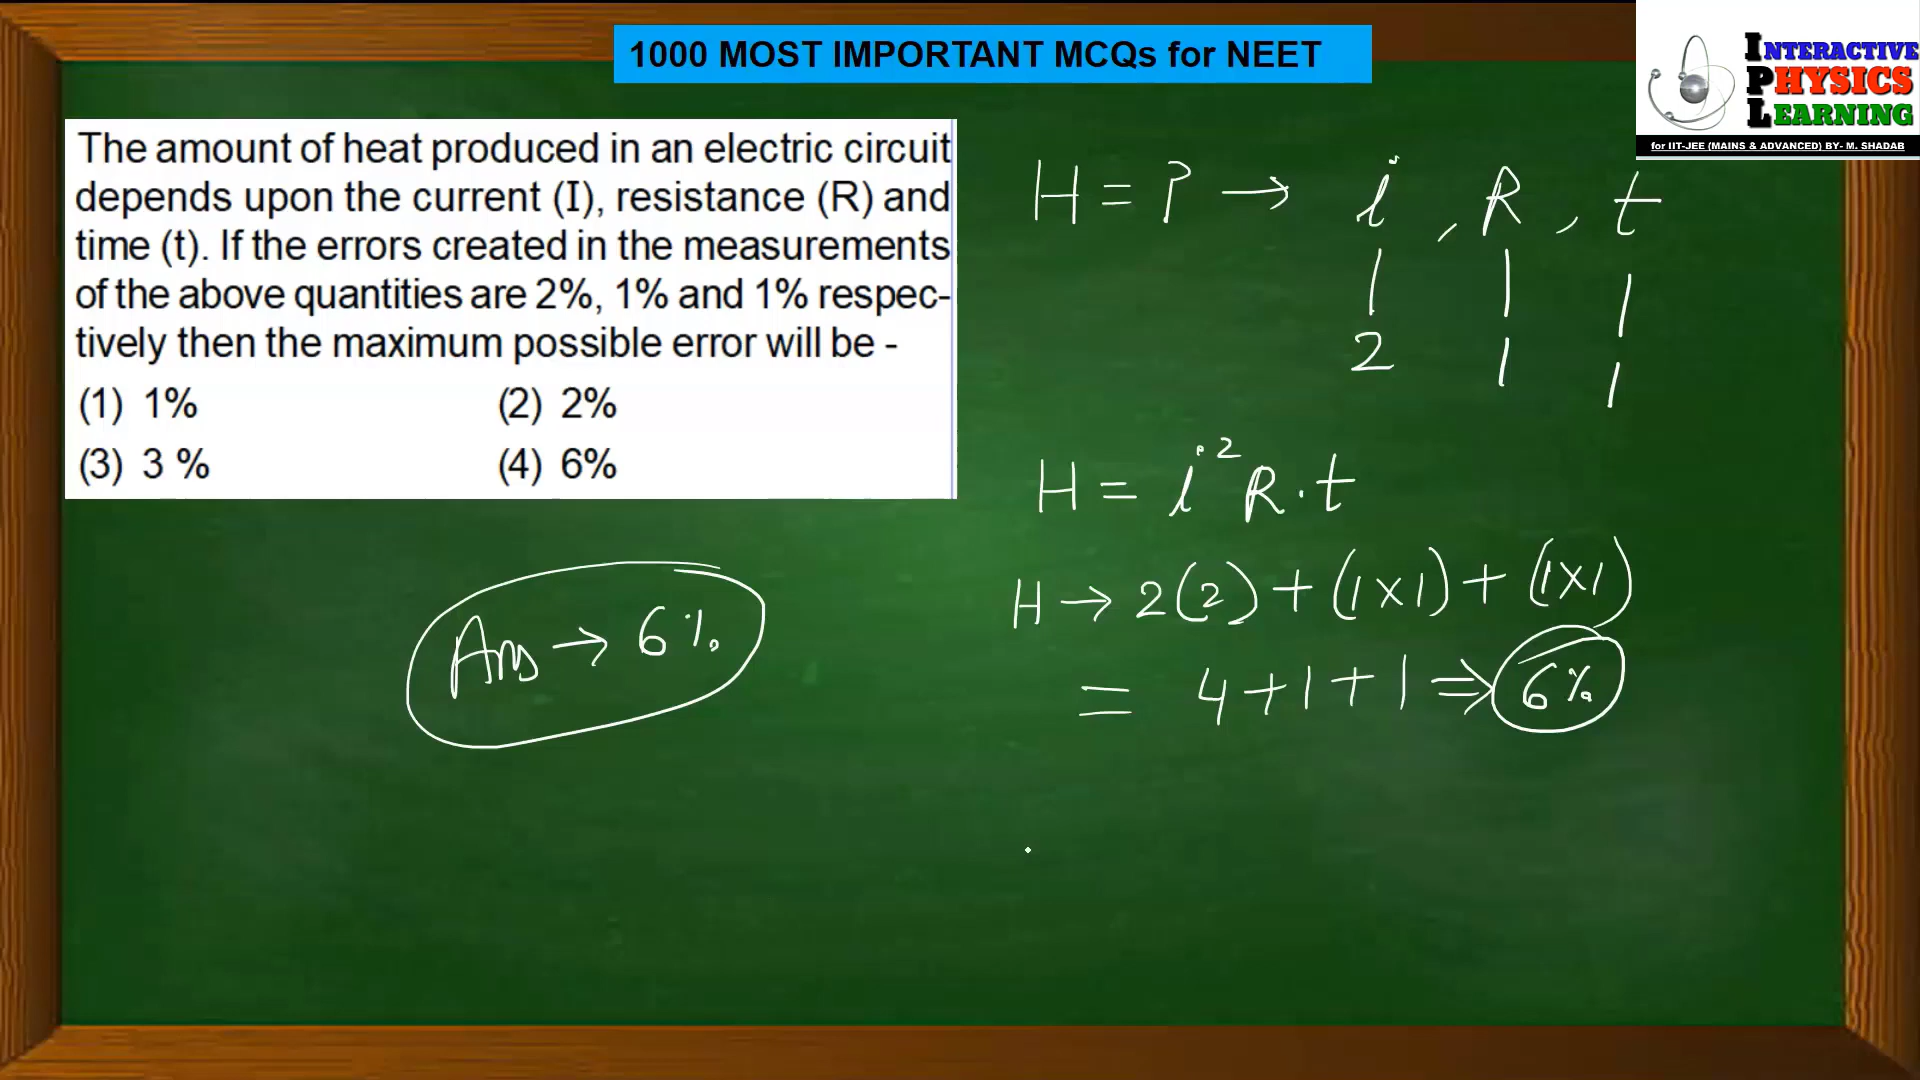 1000 MOST IMPORTANT MCQs for NEET
INTERACTIVE
PHYSICS
LEARNING
for IIT-JEE (MAINS & ADVANCED) BY- M. SHADAB
The amount of heat produced in an electric circuit
depends upon the current (I), resistance (R) and
time (t). If the errors created in the measurements
of the above quantities are 2%, 1% and 1% respec-
tively then the maximum possible error will be -
(1) 1% (2) 2%
(3) 3 % (4) 6%
H = ? → i, R, t
2 1 1
H = i² R · t
H → 2(2) + (1×1) + (1×1)
= 4+1+1 ⇒ 6%
Ans → 6%